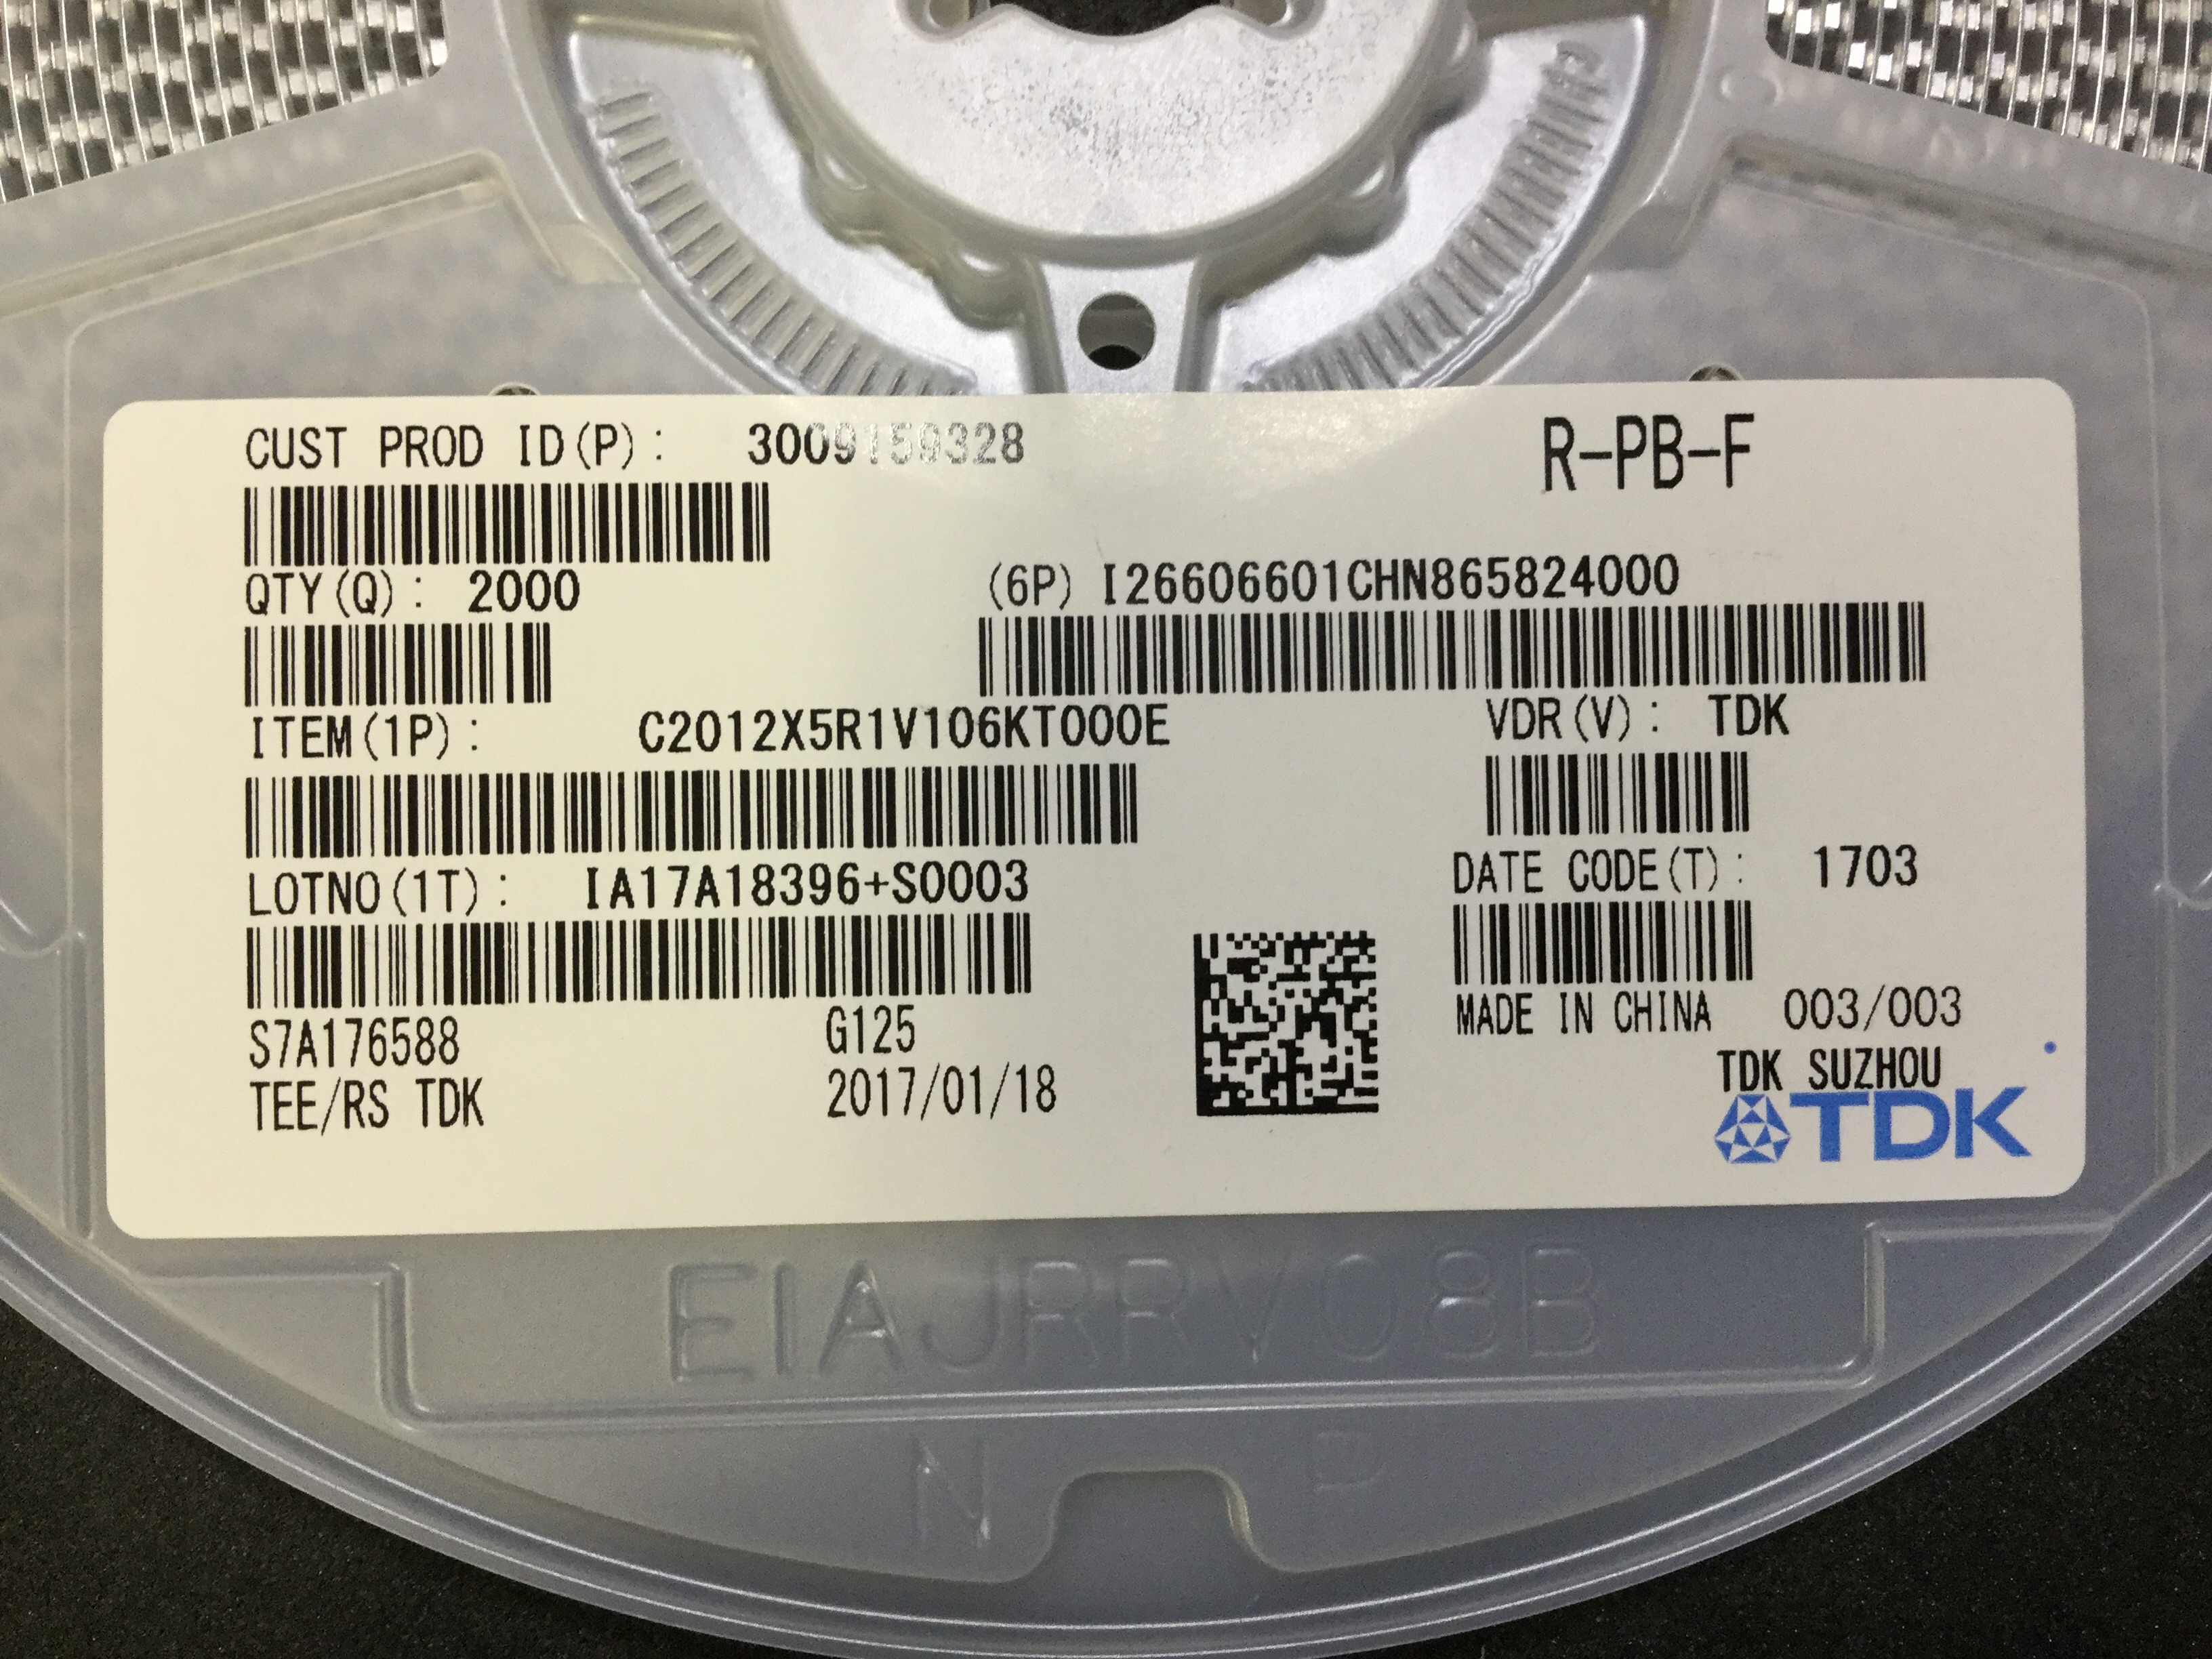 CUST PROD ID(P): 3009159328
R-PB-F
QTY(Q): 2000
(6P) I26606601CHN865824000
ITEM(1P): C2012X5R1V106KT000E
VDR(V): TDK
LOTNO(1T): IA17A18396+S0003
DATE CODE(T): 1703
S7A176588 G125
MADE IN CHINA 003/003
TEE/RS TDK 2017/01/18
TDK SUZHOU
TDK
EIAJRRV08B
N P